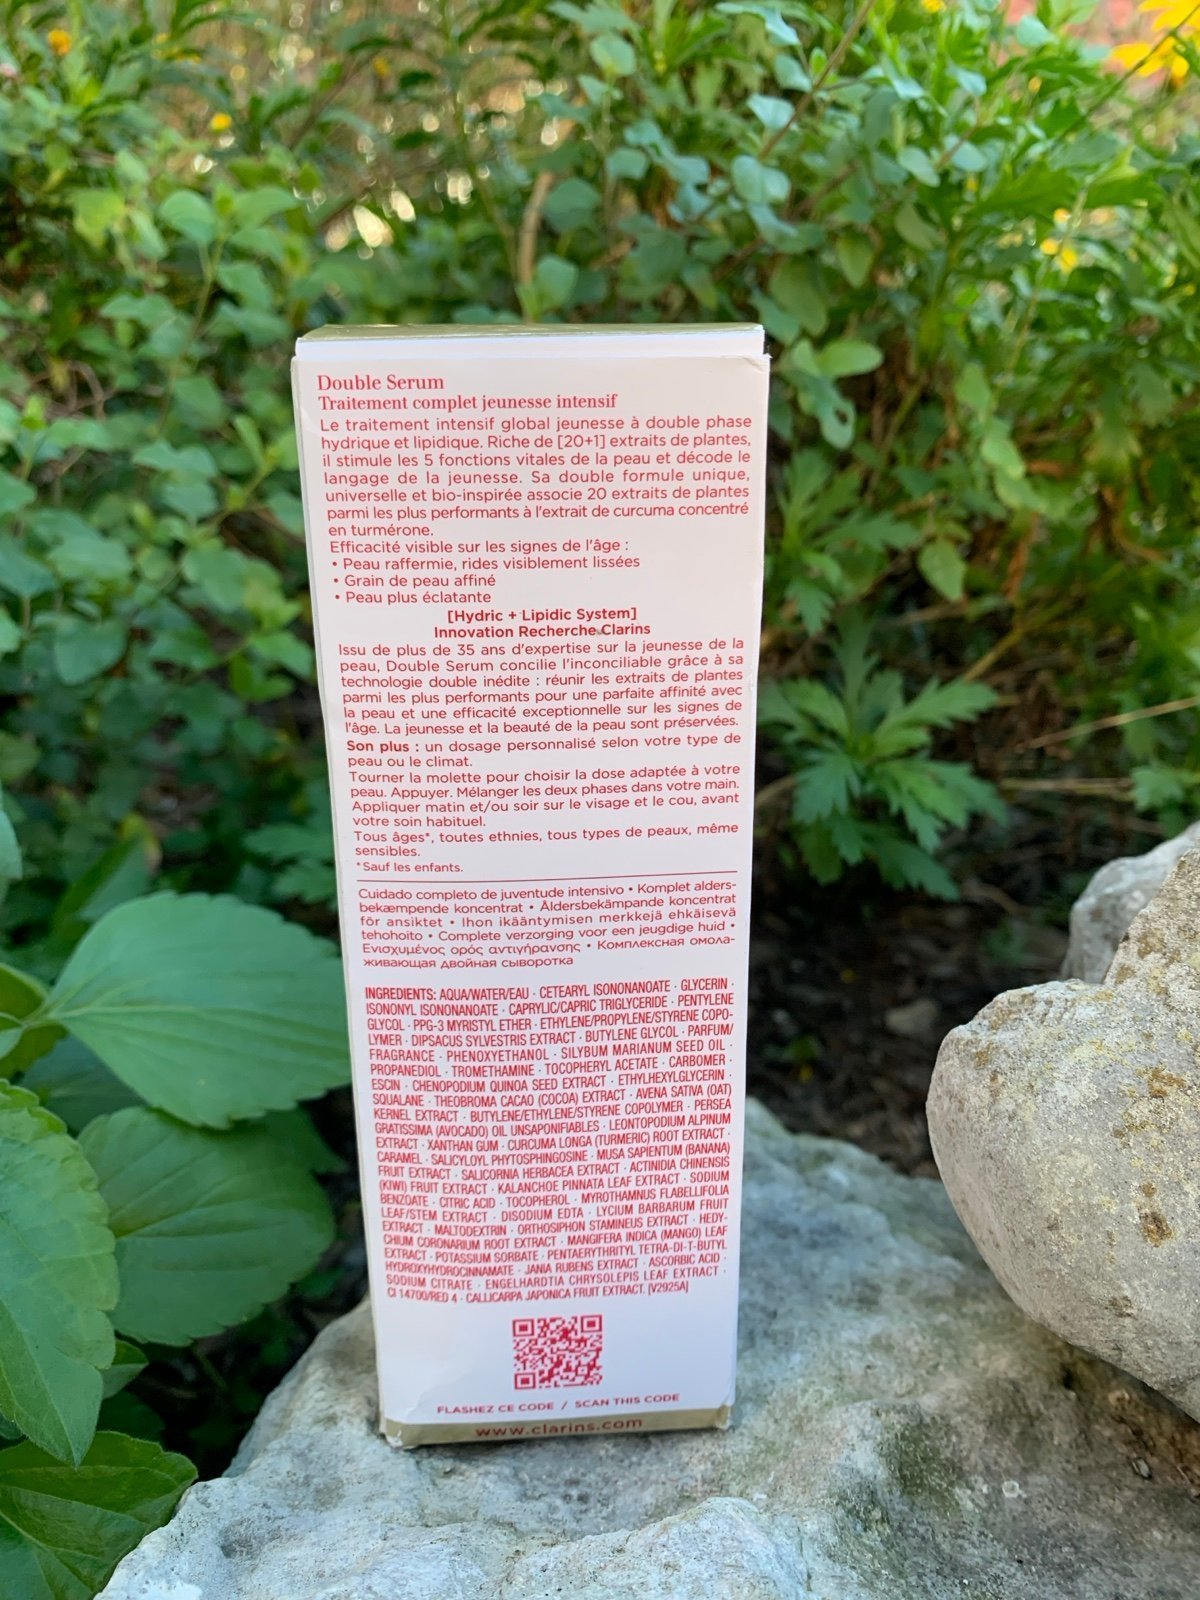 Double Serum
Traitement complet jeunesse intensif
Le traitement intensif global jeunesse à double phase
hydrique et lipidique. Riche de [20+1] extraits de plantes,
il stimule les 5 fonctions vitales de la peau et décode le
langage de la jeunesse. Sa double formule unique,
universelle et bio-inspirée associe 20 extraits de plantes
parmi les plus performants à l'extrait de curcuma concentré
en turmérone.
Efficacité visible sur les signes de l'âge :
• Peau raffermie, rides visiblement lissées
• Grain de peau affiné
• Peau plus éclatante
[Hydric + Lipidic System]
Innovation Recherche Clarins
Issu de plus de 35 ans d'expertise sur la jeunesse de la
peau, Double Serum concilie l'inconciliable grâce à sa
technologie double inédite : réunir les extraits de plantes
parmi les plus performants pour une parfaite affinité avec
la peau et une efficacité exceptionnelle sur les signes de
l'âge. La jeunesse et la beauté de la peau sont préservées.
Son plus : un dosage personnalisé selon votre type de
peau ou le climat.
Tourner la molette pour choisir la dose adaptée à votre
peau. Appuyer. Mélanger les deux phases dans votre main.
Appliquer matin et/ou soir sur le visage et le cou, avant
votre soin habituel.
Tous âges*, toutes ethnies, tous types de peaux, même
sensibles.
*Sauf les enfants.
Cuidado completo de juventude intensivo • Komplet alders-
bekæmpende koncentrat • Åldersbekämpande koncentrat
för ansiktet • Ihon ikääntymisen merkkejä ehkäisevä
tehohoito • Complete verzorging voor een jeugdige huid •
Ενισχυμένος ορός αντιγήρανσης • Комплексная омола-
живающая двойная сыворотка
INGREDIENTS: AQUA/WATER/EAU · CETEARYL ISONONANOATE · GLYCERIN ·
ISONONYL ISONONANOATE · CAPRYLIC/CAPRIC TRIGLYCERIDE · PENTYLENE
GLYCOL · PPG-3 MYRISTYL ETHER · ETHYLENE/PROPYLENE/STYRENE COPO-
LYMER · DIPSACUS SYLVESTRIS EXTRACT · BUTYLENE GLYCOL · PARFUM/
FRAGRANCE · PHENOXYETHANOL · SILYBUM MARIANUM SEED OIL ·
PROPANEDIOL · TROMETHAMINE · TOCOPHERYL ACETATE · CARBOMER ·
ESCIN · CHENOPODIUM QUINOA SEED EXTRACT · ETHYLHEXYLGLYCERIN ·
SQUALANE · THEOBROMA CACAO (COCOA) EXTRACT · AVENA SATIVA (OAT)
KERNEL EXTRACT · BUTYLENE/ETHYLENE/STYRENE COPOLYMER · PERSEA
GRATISSIMA (AVOCADO) OIL UNSAPONIFIABLES · LEONTOPODIUM ALPINUM
EXTRACT · XANTHAN GUM · CURCUMA LONGA (TURMERIC) ROOT EXTRACT ·
CARAMEL · SALICYLOYL PHYTOSPHINGOSINE · MUSA SAPIENTUM (BANANA)
FRUIT EXTRACT · SALICORNIA HERBACEA EXTRACT · ACTINIDIA CHINENSIS
(KIWI) FRUIT EXTRACT · KALANCHOE PINNATA LEAF EXTRACT · SODIUM
BENZOATE · CITRIC ACID · TOCOPHEROL · MYROTHAMNUS FLABELLIFOLIA
LEAF/STEM EXTRACT · DISODIUM EDTA · LYCIUM BARBARUM FRUIT
EXTRACT · MALTODEXTRIN · ORTHOSIPHON STAMINEUS EXTRACT · HEDY-
CHIUM CORONARIUM ROOT EXTRACT · MANGIFERA INDICA (MANGO) LEAF
EXTRACT · POTASSIUM SORBATE · PENTAERYTHRITYL TETRA-DI-T-BUTYL
HYDROXYHYDROCINNAMATE · JANIA RUBENS EXTRACT · ASCORBIC ACID ·
SODIUM CITRATE · ENGELHARDTIA CHRYSOLEPIS LEAF EXTRACT ·
CI 14700/RED 4 · CALLICARPA JAPONICA FRUIT EXTRACT. [V2925A]
FLASHEZ CE CODE / SCAN THIS CODE
www.clarins.com